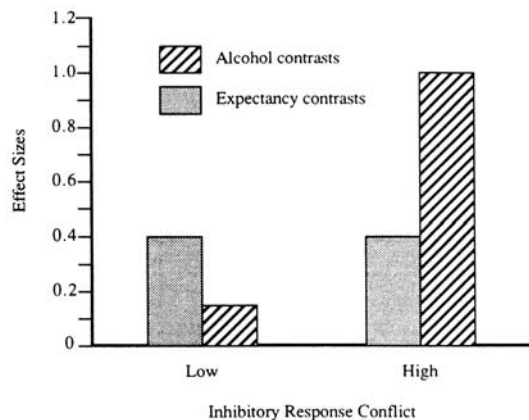 1.2
1.0
0.8
0.6
0.4
0.2
0
Effect Sizes
Alcohol contrasts
Expectancy contrasts
Low
High
Inhibitory Response Conflict